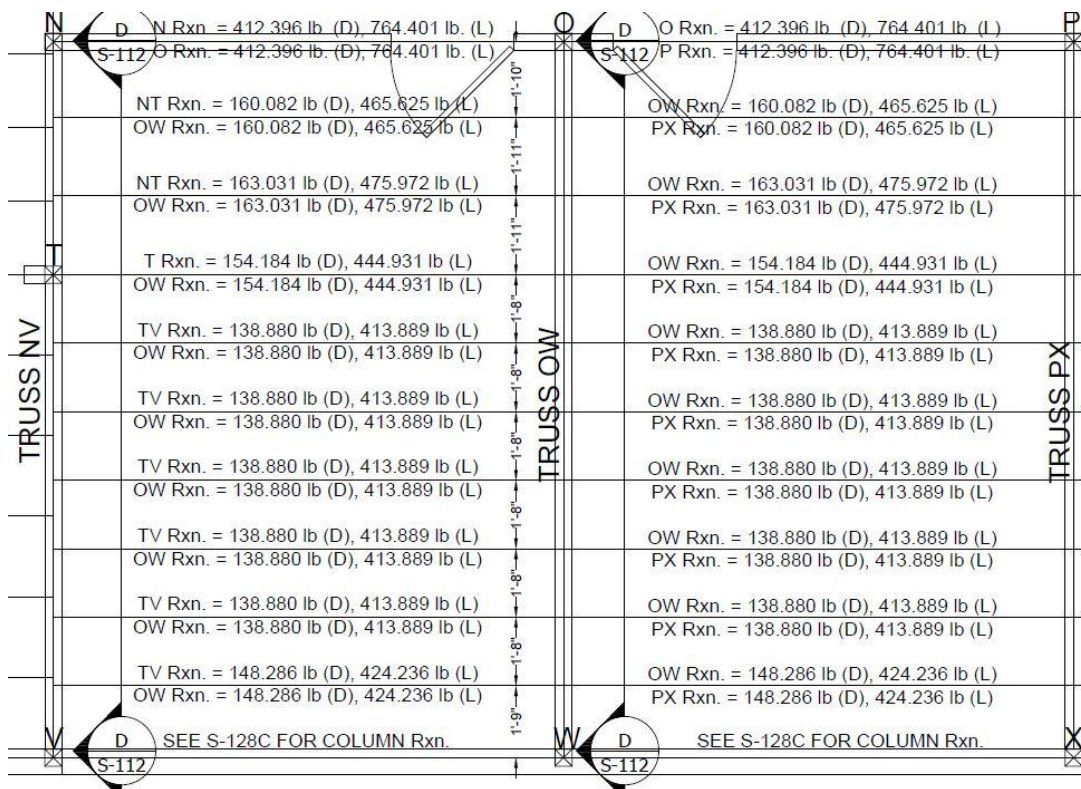 N D O D P
N Rxn. = 412.396 lb. (D), 764.401 lb. (L) O Rxn. = 412.396 lb (D), 764.401 lb (L)
S-112 O Rxn. = 412.396 lb (D), 764.401 lb (L) S-112 P Rxn. = 412.396 lb (D), 764.401 lb (L)
1'-10"
NT Rxn. = 160.082 lb (D), 465.625 lb (L) OW Rxn. = 160.082 lb (D), 465.625 lb (L)
OW Rxn. = 160.082 lb (D), 465.625 lb (L) PX Rxn. = 160.082 lb (D), 465.625 lb (L)
1'-11"
NT Rxn. = 163.031 lb (D), 475.972 lb (L) OW Rxn. = 163.031 lb (D), 475.972 lb (L)
OW Rxn. = 163.031 lb (D), 475.972 lb (L) PX Rxn. = 163.031 lb (D), 475.972 lb (L)
1'-11"
T
T Rxn. = 154.184 lb (D), 444.931 lb (L) OW Rxn. = 154.184 lb (D), 444.931 lb (L)
OW Rxn. = 154.184 lb (D), 444.931 lb (L) PX Rxn. = 154.184 lb (D), 444.931 lb (L)
1'-8"
TV Rxn. = 138.880 lb (D), 413.889 lb (L) OW Rxn. = 138.880 lb (D), 413.889 lb (L)
OW Rxn. = 138.880 lb (D), 413.889 lb (L) PX Rxn. = 138.880 lb (D), 413.889 lb (L)
1'-8"
TRUSS NV TRUSS OW TRUSS PX
TV Rxn. = 138.880 lb (D), 413.889 lb (L) OW Rxn. = 138.880 lb (D), 413.889 lb (L)
OW Rxn. = 138.880 lb (D), 413.889 lb (L) PX Rxn. = 138.880 lb (D), 413.889 lb (L)
1'-8"
TV Rxn. = 138.880 lb (D), 413.889 lb (L) OW Rxn. = 138.880 lb (D), 413.889 lb (L)
OW Rxn. = 138.880 lb (D), 413.889 lb (L) PX Rxn. = 138.880 lb (D), 413.889 lb (L)
1'-8"
TV Rxn. = 138.880 lb (D), 413.889 lb (L) OW Rxn. = 138.880 lb (D), 413.889 lb (L)
OW Rxn. = 138.880 lb (D), 413.889 lb (L) PX Rxn. = 138.880 lb (D), 413.889 lb (L)
1'-8"
TV Rxn. = 138.880 lb (D), 413.889 lb (L) OW Rxn. = 138.880 lb (D), 413.889 lb (L)
OW Rxn. = 138.880 lb (D), 413.889 lb (L) PX Rxn. = 138.880 lb (D), 413.889 lb (L)
1'-8"
TV Rxn. = 148.286 lb (D), 424.236 lb (L) OW Rxn. = 148.286 lb (D), 424.236 lb (L)
OW Rxn. = 148.286 lb (D), 424.236 lb (L) PX Rxn. = 148.286 lb (D), 424.236 lb (L)
1'-9"
V D SEE S-128C FOR COLUMN Rxn. W D SEE S-128C FOR COLUMN Rxn. X
S-112 S-112